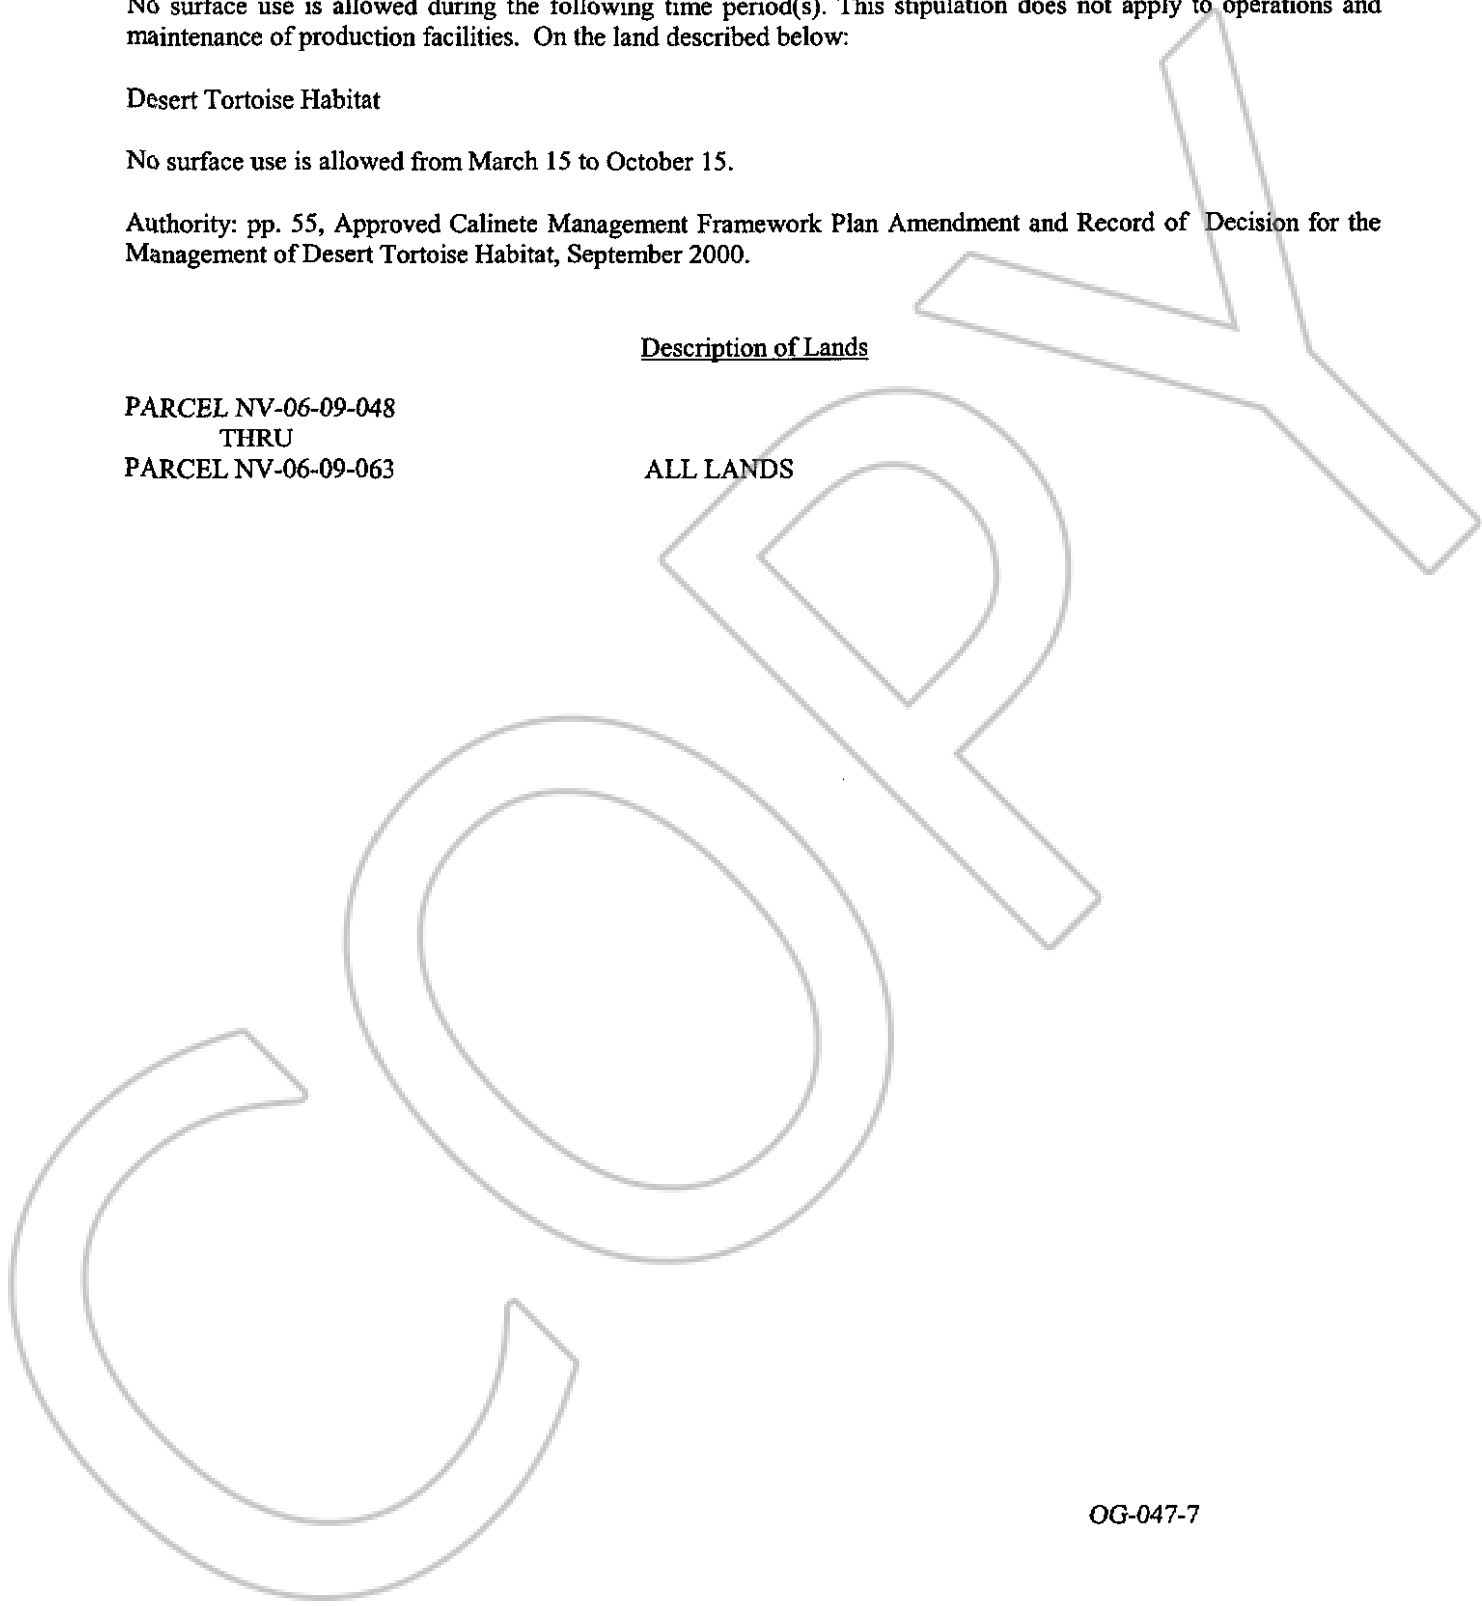 No surface use is allowed during the following time period(s). This stipulation does not apply to operations and
maintenance of production facilities. On the land described below:
Desert Tortoise Habitat
No surface use is allowed from March 15 to October 15.
Authority: pp. 55, Approved Calinete Management Framework Plan Amendment and Record of Decision for the
Management of Desert Tortoise Habitat, September 2000.
Description of Lands
PARCEL NV-06-09-048
THRU
PARCEL NV-06-09-063 ALL LANDS
COPY
OG-047-7